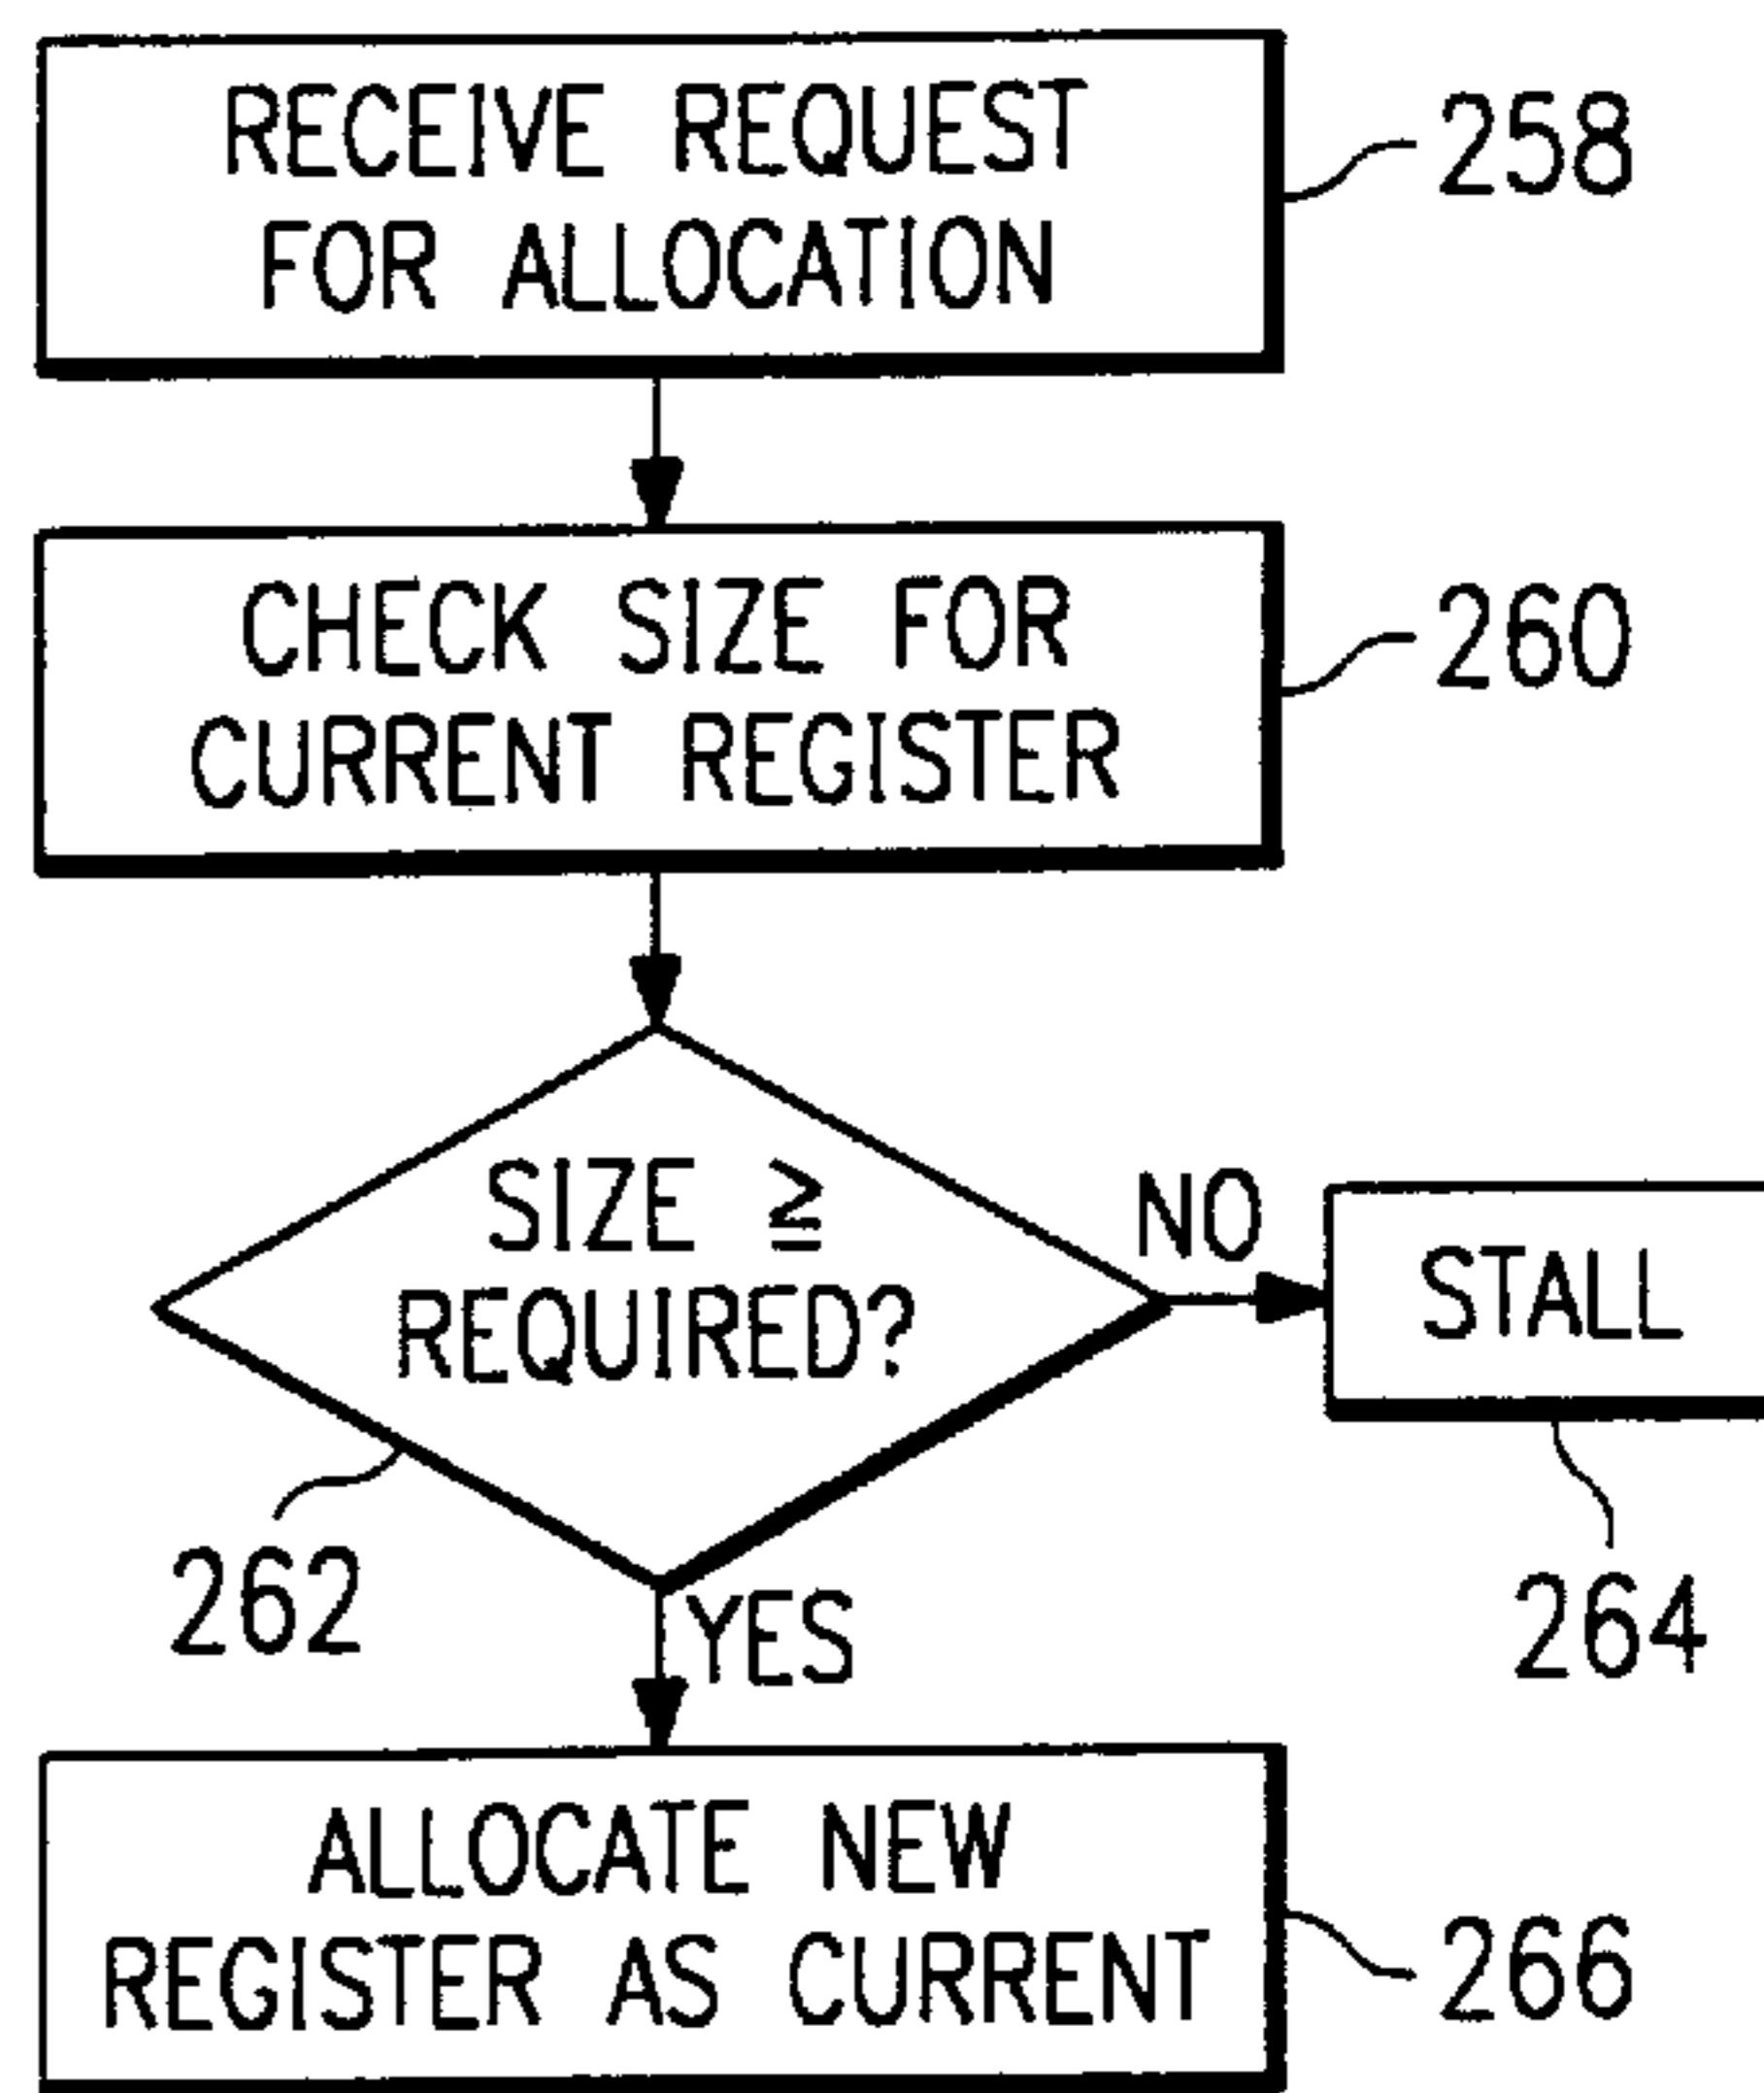 RECEIVE REQUEST
FOR ALLOCATION
258
CHECK SIZE FOR
CURRENT REGISTER
260
SIZE ≧
REQUIRED?
NO
STALL
262
264
YES
ALLOCATE NEW
REGISTER AS CURRENT
266